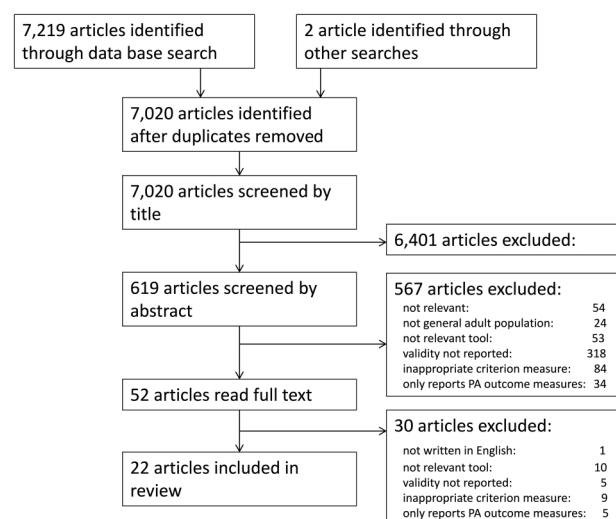 7,219 articles identified
through data base search
2 article identified through
other searches
7,020 articles identified
after duplicates removed
7,020 articles screened by
title
6,401 articles excluded:
619 articles screened by
abstract
567 articles excluded:
not relevant: 54
not general adult population: 24
not relevant tool: 53
validity not reported: 318
inappropriate criterion measure: 84
only reports PA outcome measures: 34
52 articles read full text
30 articles excluded:
not written in English: 1
not relevant tool: 10
validity not reported: 5
inappropriate criterion measure: 9
only reports PA outcome measures: 5
22 articles included in
review